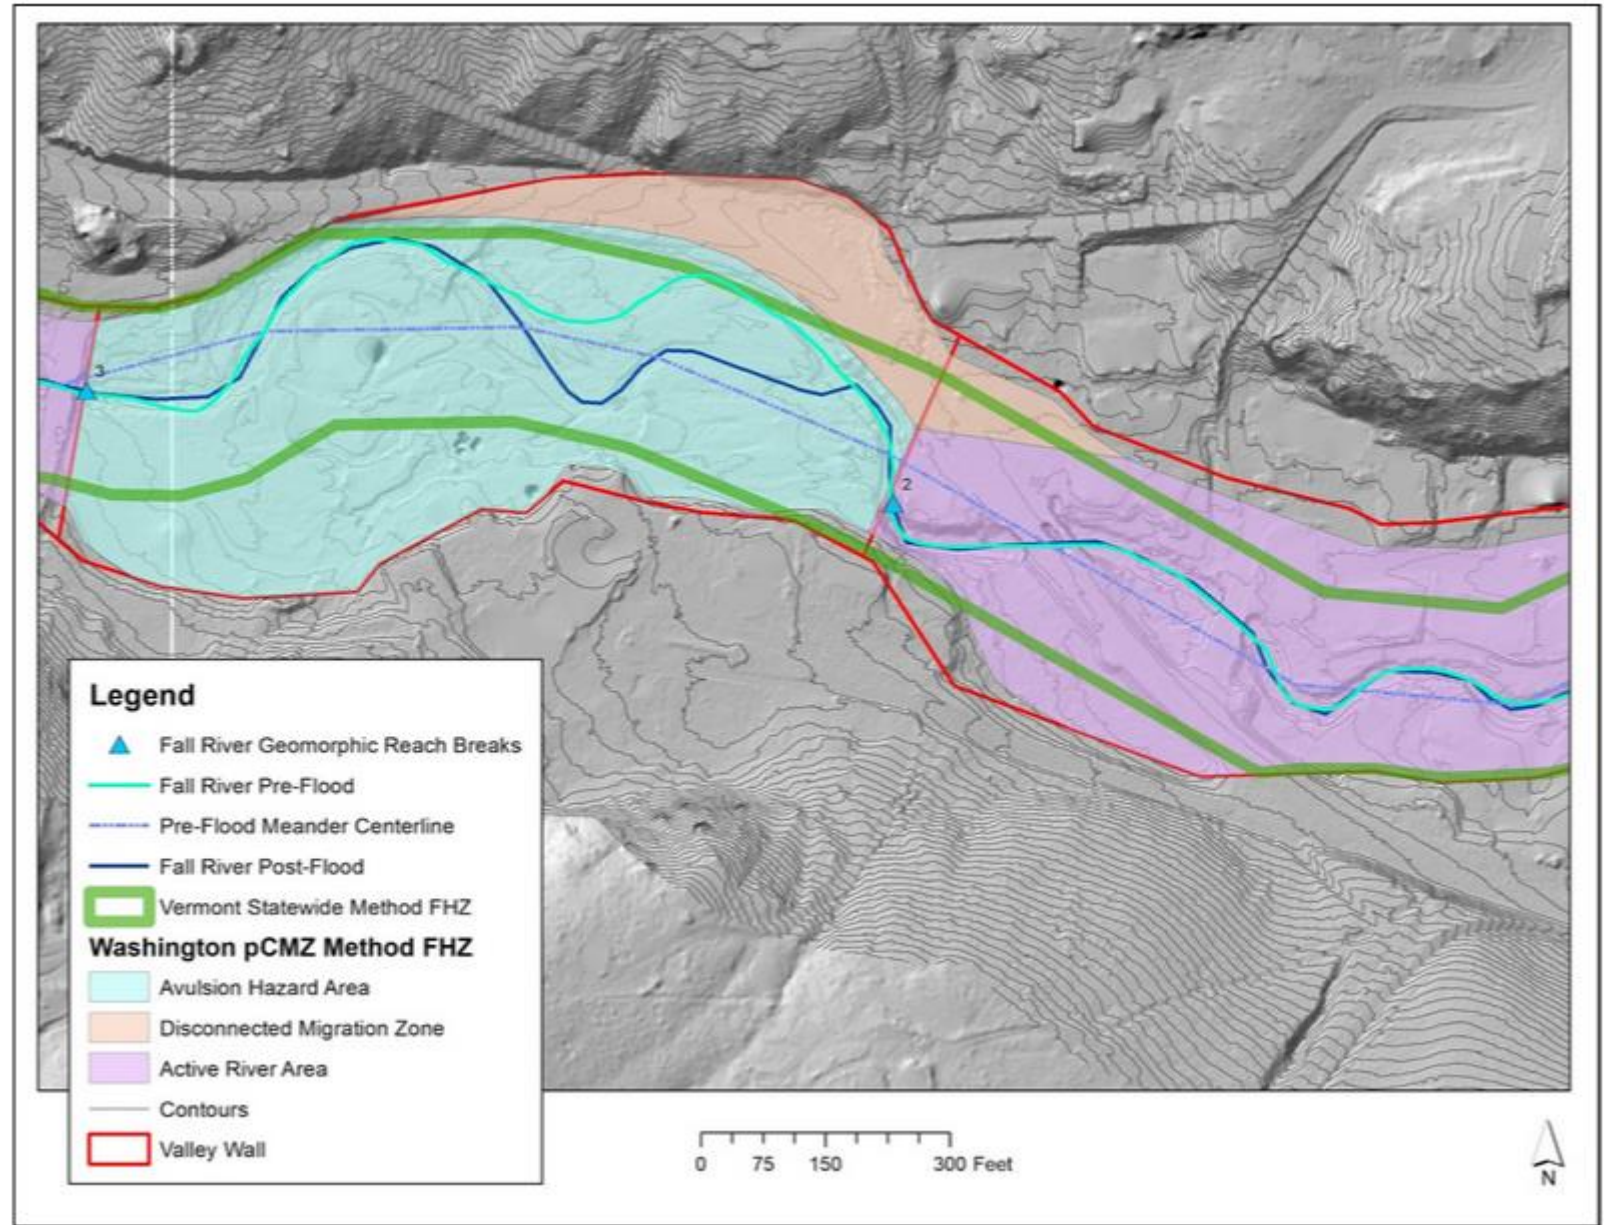 3
2
Legend
Fall River Geomorphic Reach Breaks
Fall River Pre-Flood
Pre-Flood Meander Centerline
Fall River Post-Flood
Vermont Statewide Method FHZ
Washington pCMZ Method FHZ
Avulsion Hazard Area
Disconnected Migration Zone
Active River Area
Contours
Valley Wall
0 75 150 300 Feet
N